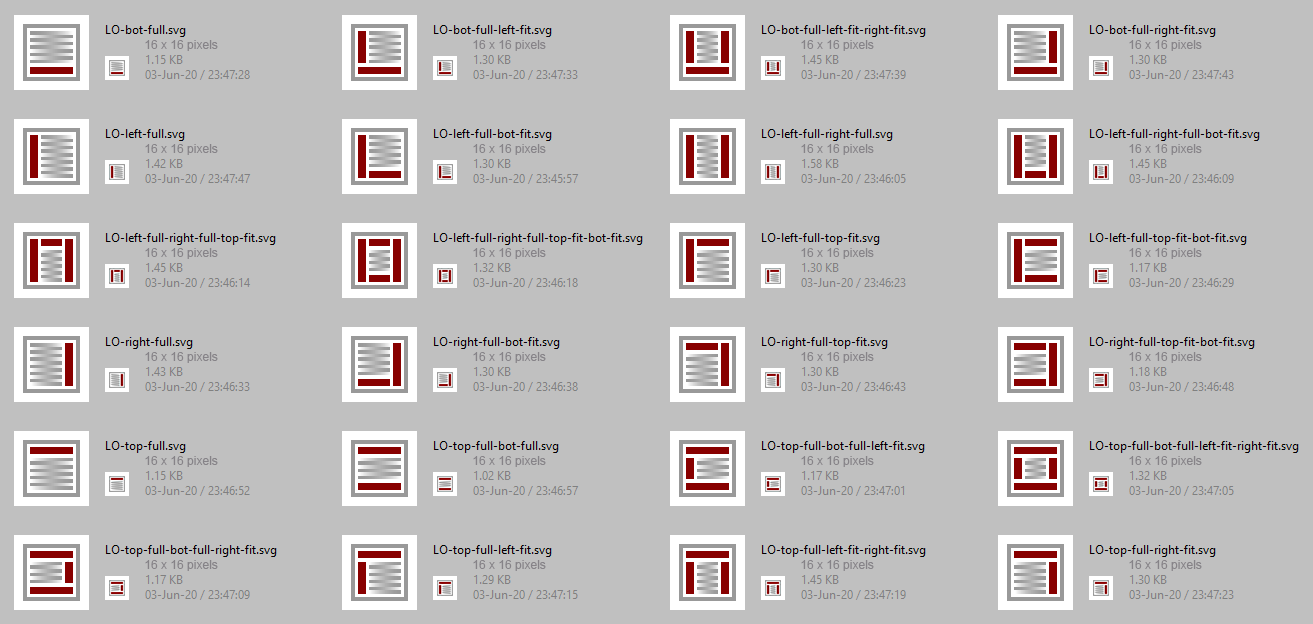 LO-bot-full.svg
16 x 16 pixels
1.15 KB
03-Jun-20 / 23:47:28
LO-bot-full-left-fit.svg
16 x 16 pixels
1.30 KB
03-Jun-20 / 23:47:33
LO-bot-full-left-fit-right-fit.svg
16 x 16 pixels
1.45 KB
03-Jun-20 / 23:47:39
LO-bot-full-right-fit.svg
16 x 16 pixels
1.30 KB
03-Jun-20 / 23:47:43
LO-left-full.svg
16 x 16 pixels
1.42 KB
03-Jun-20 / 23:47:47
LO-left-full-bot-fit.svg
16 x 16 pixels
1.30 KB
03-Jun-20 / 23:45:57
LO-left-full-right-full.svg
16 x 16 pixels
1.58 KB
03-Jun-20 / 23:46:05
LO-left-full-right-full-bot-fit.svg
16 x 16 pixels
1.45 KB
03-Jun-20 / 23:46:09
LO-left-full-right-full-top-fit.svg
16 x 16 pixels
1.45 KB
03-Jun-20 / 23:46:14
LO-left-full-right-full-top-fit-bot-fit.svg
16 x 16 pixels
1.32 KB
03-Jun-20 / 23:46:18
LO-left-full-top-fit.svg
16 x 16 pixels
1.30 KB
03-Jun-20 / 23:46:23
LO-left-full-top-fit-bot-fit.svg
16 x 16 pixels
1.17 KB
03-Jun-20 / 23:46:29
LO-right-full.svg
16 x 16 pixels
1.43 KB
03-Jun-20 / 23:46:33
LO-right-full-bot-fit.svg
16 x 16 pixels
1.30 KB
03-Jun-20 / 23:46:38
LO-right-full-top-fit.svg
16 x 16 pixels
1.30 KB
03-Jun-20 / 23:46:43
LO-right-full-top-fit-bot-fit.svg
16 x 16 pixels
1.18 KB
03-Jun-20 / 23:46:48
LO-top-full.svg
16 x 16 pixels
1.15 KB
03-Jun-20 / 23:46:52
LO-top-full-bot-full.svg
16 x 16 pixels
1.02 KB
03-Jun-20 / 23:46:57
LO-top-full-bot-full-left-fit.svg
16 x 16 pixels
1.17 KB
03-Jun-20 / 23:47:01
LO-top-full-bot-full-left-fit-right-fit.svg
16 x 16 pixels
1.32 KB
03-Jun-20 / 23:47:05
LO-top-full-bot-full-right-fit.svg
16 x 16 pixels
1.17 KB
03-Jun-20 / 23:47:09
LO-top-full-left-fit.svg
16 x 16 pixels
1.29 KB
03-Jun-20 / 23:47:15
LO-top-full-left-fit-right-fit.svg
16 x 16 pixels
1.45 KB
03-Jun-20 / 23:47:19
LO-top-full-right-fit.svg
16 x 16 pixels
1.30 KB
03-Jun-20 / 23:47:23